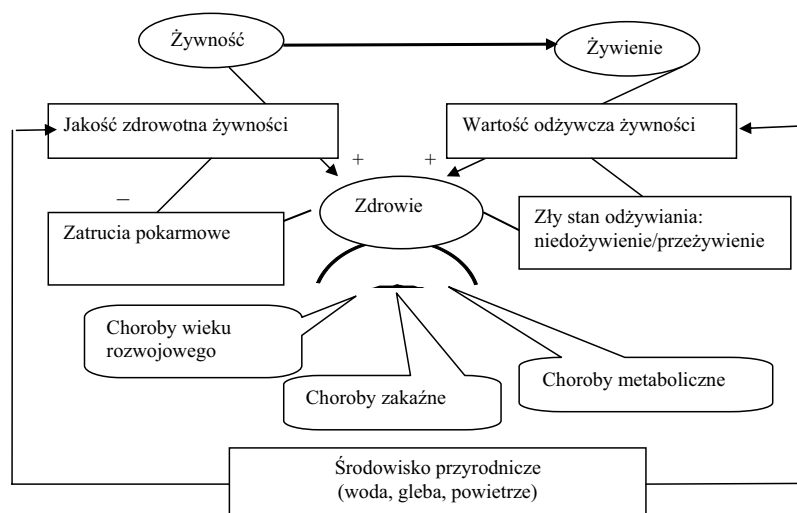 Żywność
Żywienie
Jakość zdrowotna żywności
Wartość odżywcza żywności
+
+
–
Zdrowie
Zatrucia pokarmowe
Zły stan odżywiania:
niedożywienie/przeżywienie
Choroby wieku
rozwojowego
Choroby zakaźne
Choroby metaboliczne
Środowisko przyrodnicze
(woda, gleba, powietrze)